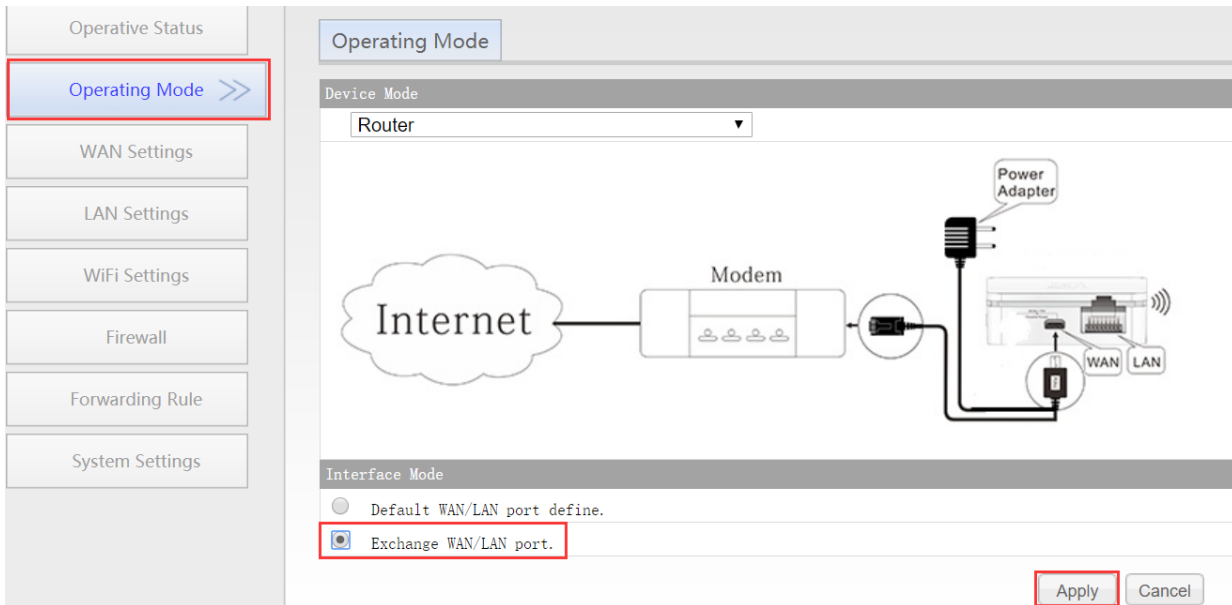 Operative Status
Operating Mode
WAN Settings
LAN Settings
WiFi Settings
Firewall
Forwarding Rule
System Settings
Operating Mode
Device Mode
Router
Power
Adapter
Internet
Modem
WAN
LAN
Interface Mode
Default WAN/LAN port define.
Exchange WAN/LAN port.
Apply
Cancel